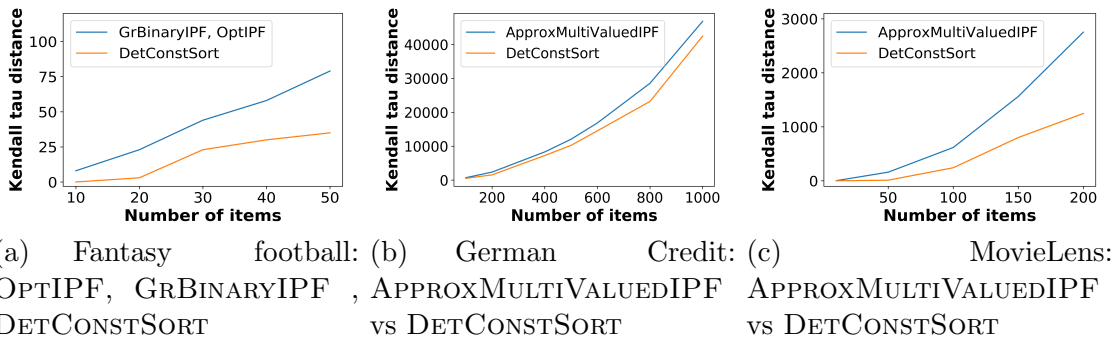 Kendall tau distance
100
75
50
25
0
GrBinaryIPF, OptIPF
DetConstSort
10 20 30 40 50
Number of items
Kendall tau distance
40000
30000
20000
10000
0
ApproxMultiValuedIPF
DetConstSort
200 400 600 800 1000
Number of items
Kendall tau distance
3000
2000
1000
0
ApproxMultiValuedIPF
DetConstSort
50 100 150 200
Number of items
(a) Fantasy football:
OPTIPF, GRBINARYIPF ,
DETCONSTSORT
(b) German Credit:
APPROXMULTIVALUEDIPF
vs DETCONSTSORT
(c) MovieLens:
APPROXMULTIVALUEDIPF
vs DETCONSTSORT